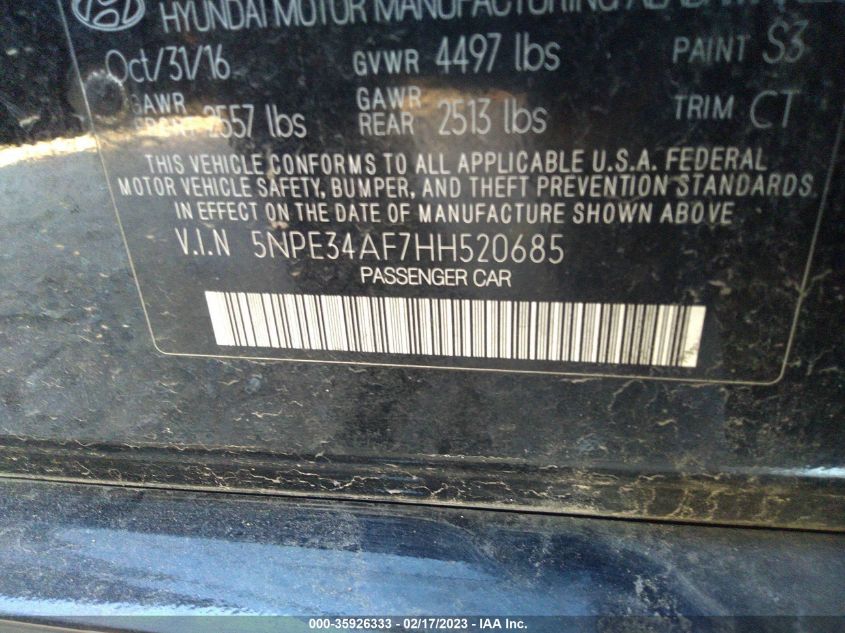 HYUNDAI MOTOR MANUFACTURING
Oct/31/16 GVWR 4497 lbs PAINT S3
GAWR 2557 lbs GAWR REAR 2513 lbs TRIM CT
THIS VEHICLE CONFORMS TO ALL APPLICABLE U.S.A. FEDERAL
MOTOR VEHICLE SAFETY, BUMPER, AND THEFT PREVENTION STANDARDS
IN EFFECT ON THE DATE OF MANUFACTURE SHOWN ABOVE
V.I.N 5NPE34AF7HH520685
PASSENGER CAR
000-35926333 - 02/17/2023 - IAA Inc.